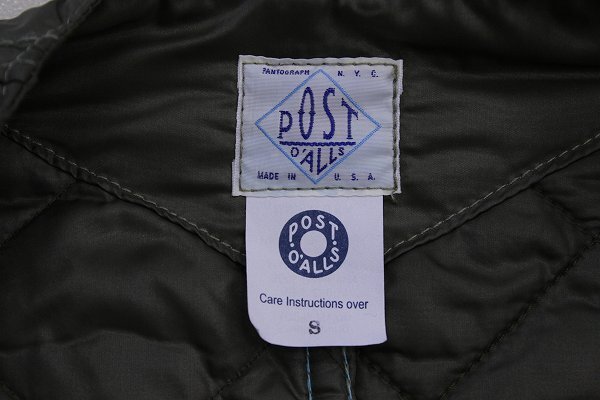 PANTOGRAPH N.Y.C.
POST
O'ALLS
MADE IN U.S.A.
POST
O'ALLS
Care Instructions over
S